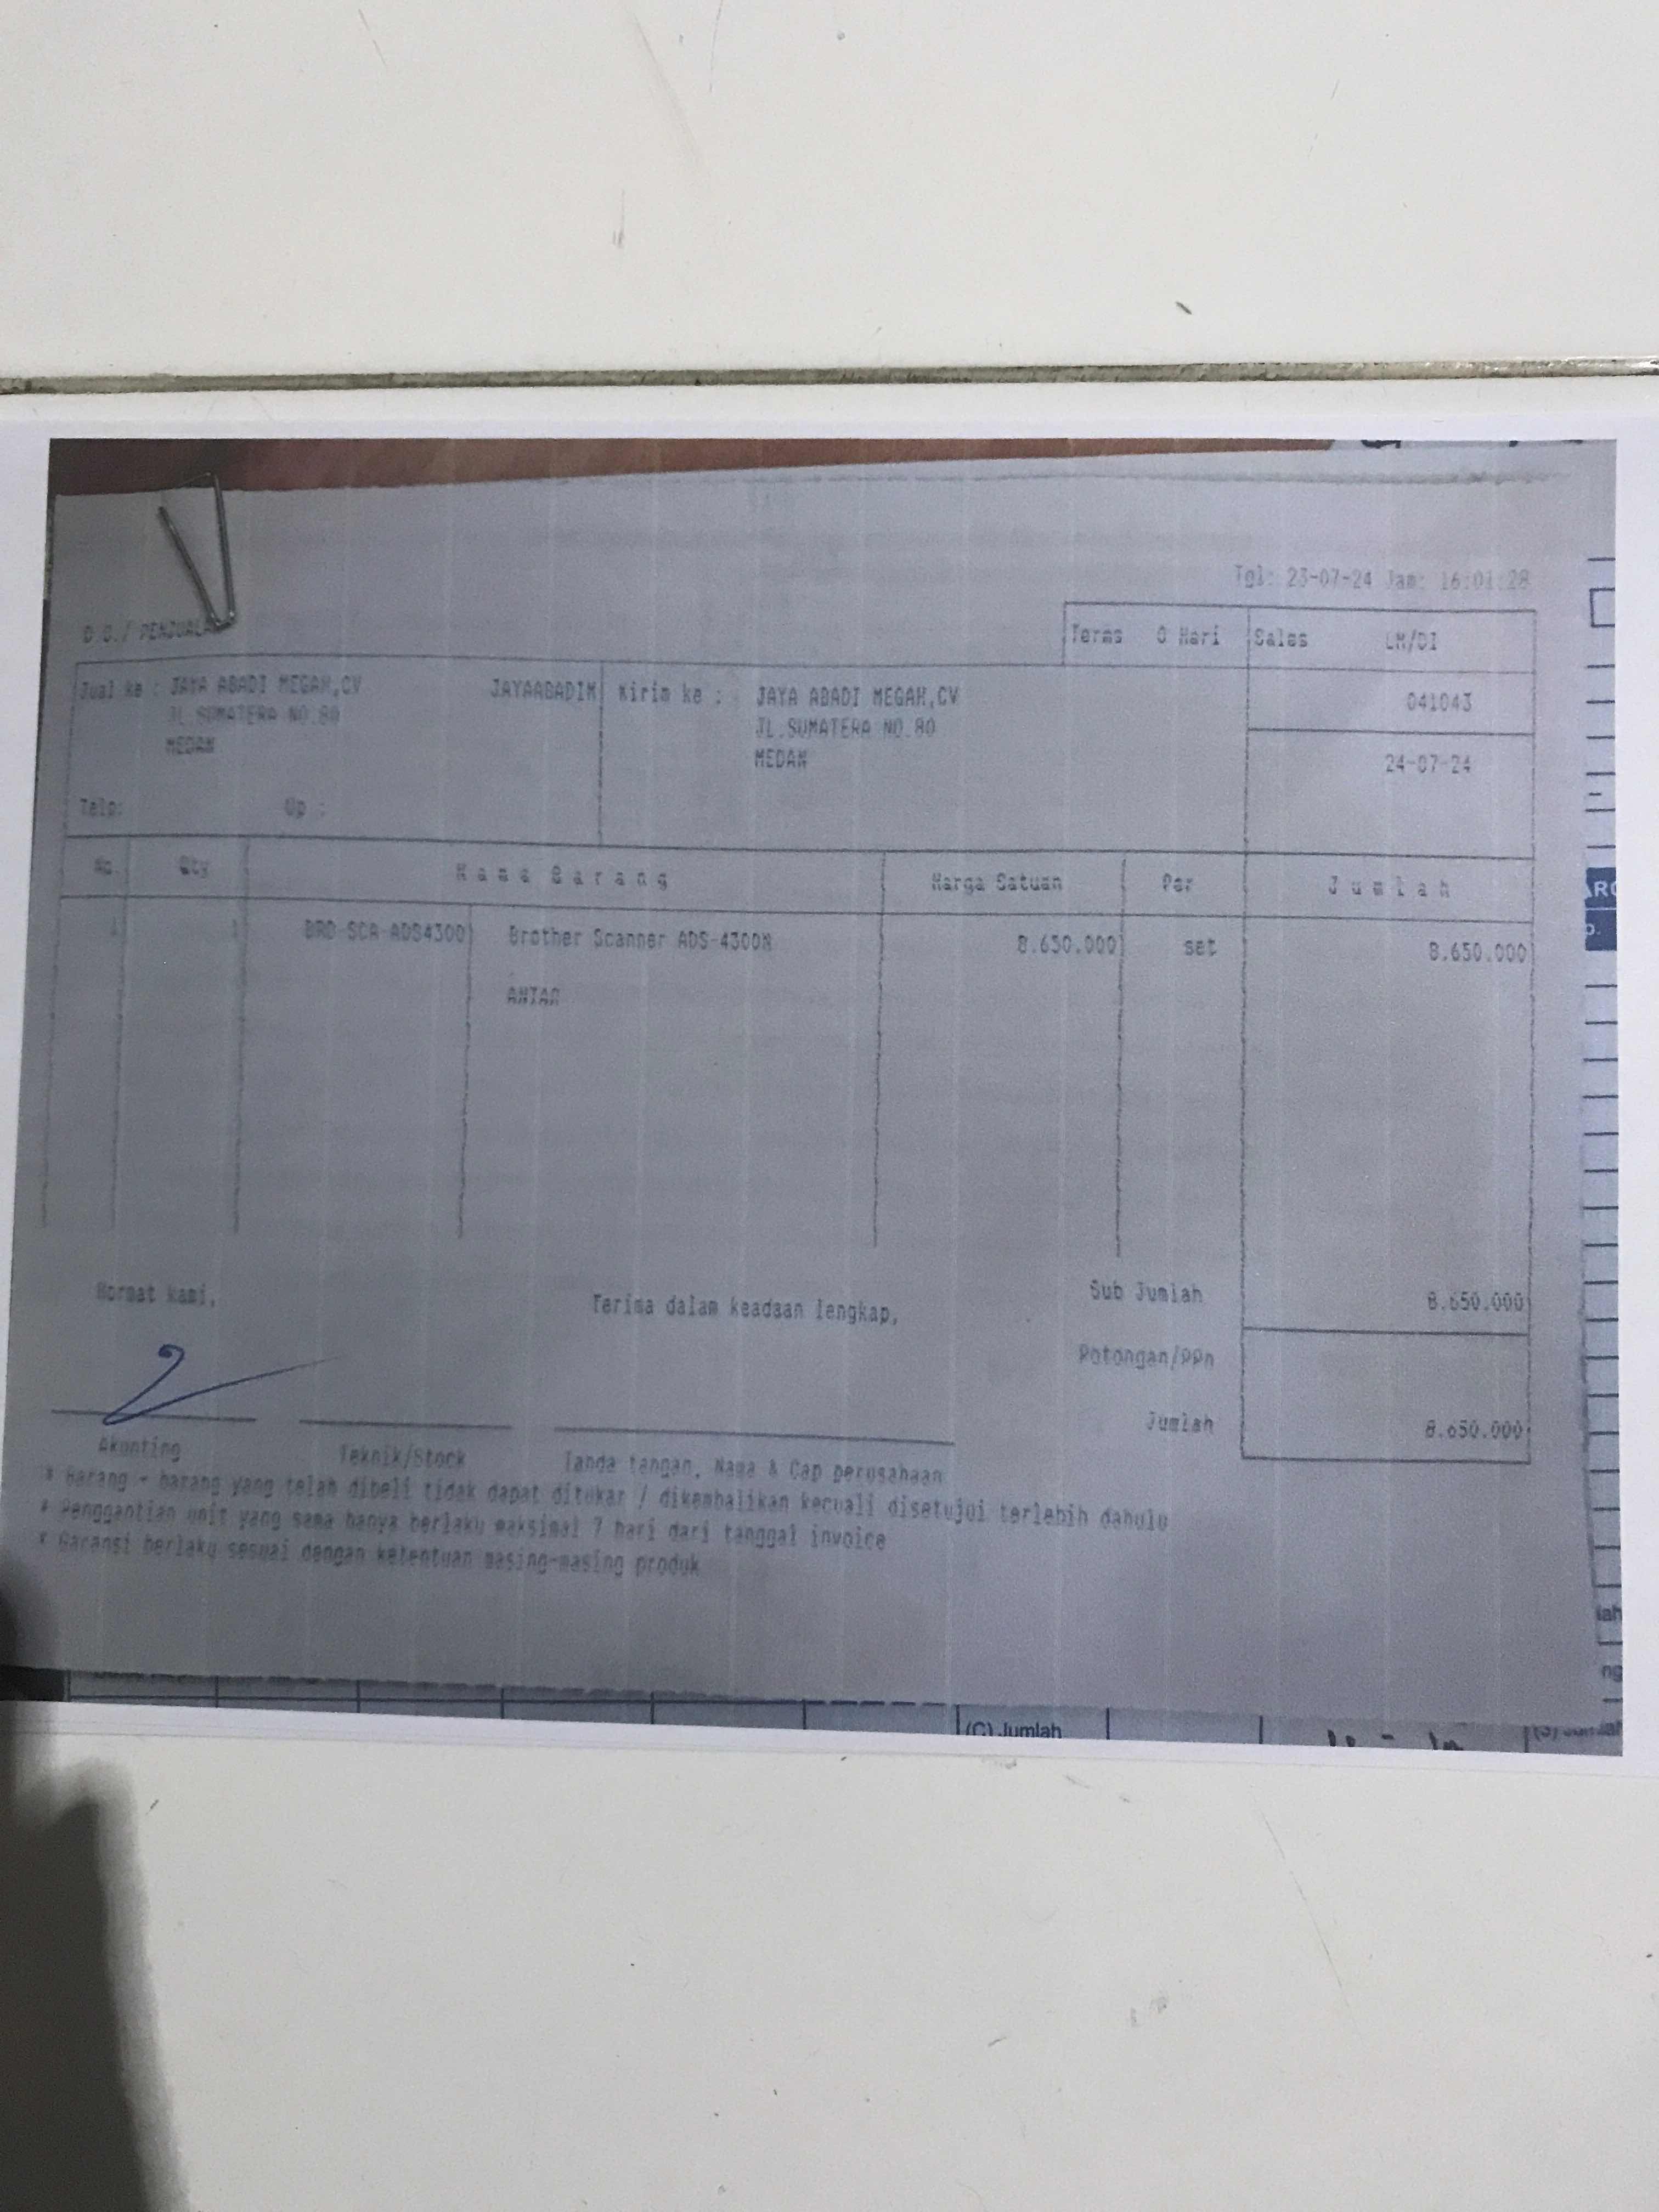 Tgl: 23-07-24 Jam: 16:01:28
D.O./ PENJUALA
Terms 0 Hari Sales LM/DI
Jual ke : JAYA ABADI MEGAH,CV JAYAABADIM Kirim ke : JAYA ABADI MEGAH,CV 041043
JL.SUMATERA NO.80 JL.SUMATERA NO.80
MEDAN MEDAN 24-07-24
Telp: Up :
No. Qty Nama Barang Harga Satuan Per Jumlah
1 1 BRO SCA ADS4300 Brother Scanner ADS-4300N 8.650.000 set 8.650.000
ANTAR
Hormat kami, Terima dalam keadaan lengkap, Sub Jumlah 8.650.000
Potongan/PPn
Jumlah 8.650.000
Akunting Teknik/Stock Tanda tangan, Nama & Cap perusahaan
* Barang - barang yang telah dibeli tidak dapat ditukar / dikembalikan kecuali disetujui terlebih dahulu
* Penggantian unit yang sama hanya berlaku maksimal 7 hari dari tanggal invoice
* Garansi berlaku sesuai dengan ketentuan masing-masing produk
(C) Jumlah